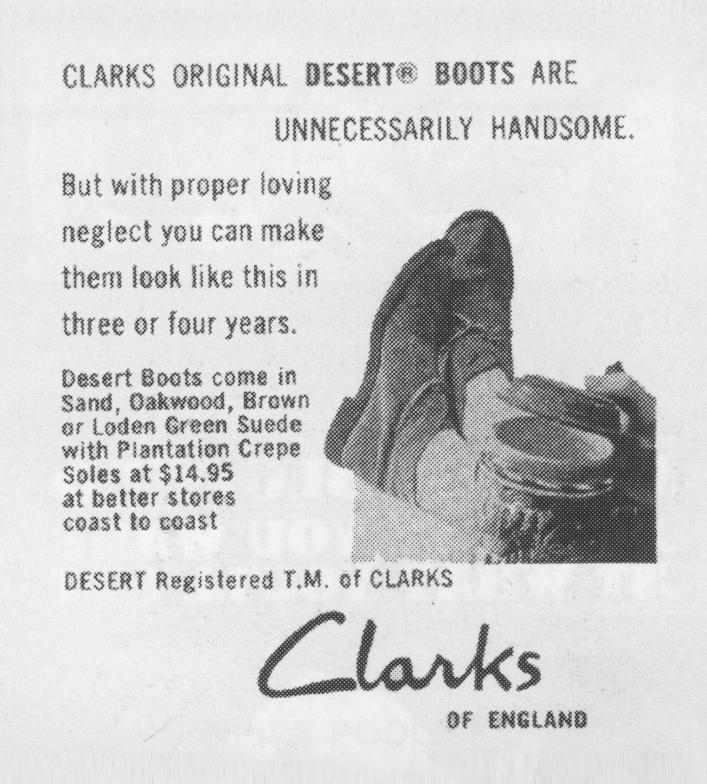 CLARKS ORIGINAL DESERT® BOOTS ARE
UNNECESSARILY HANDSOME.
But with proper loving
neglect you can make
them look like this in
three or four years.
Desert Boots come in
Sand, Oakwood, Brown
or Loden Green Suede
with Plantation Crepe
Soles at $14.95
at better stores
coast to coast
DESERT Registered T.M. of CLARKS
Clarks
OF ENGLAND